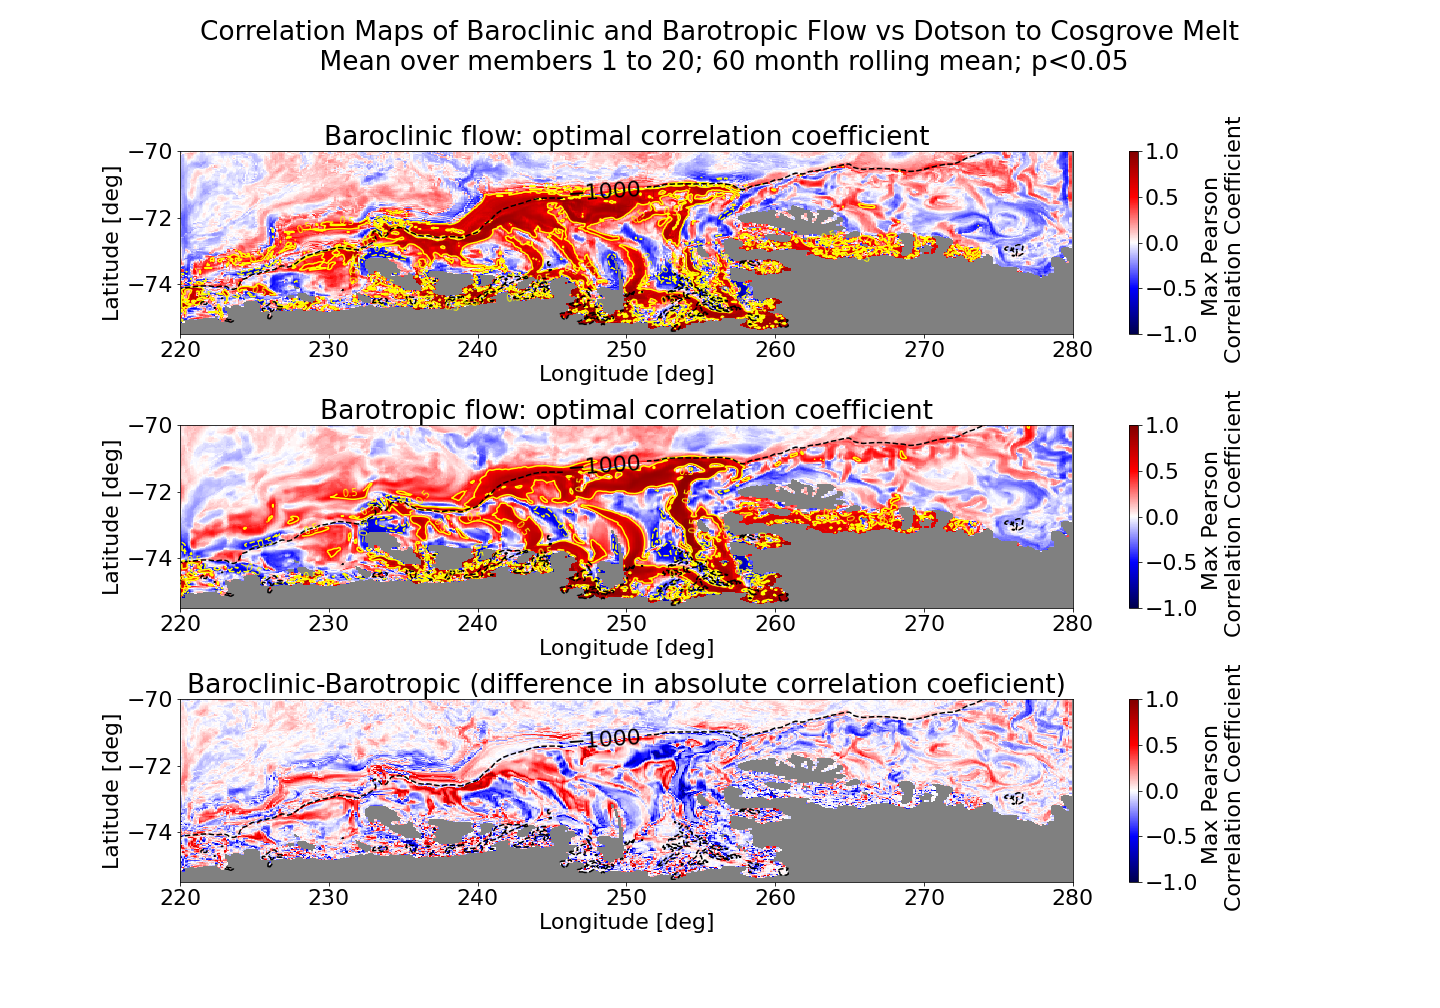 Correlation Maps of Baroclinic and Barotropic Flow vs Dotson to Cosgrove Melt
Mean over members 1 to 20; 60 month rolling mean; p<0.05
Baroclinic flow: optimal correlation coefficient
−70
−72
−74
Latitude [deg]
1000
220 230 240 250 260 270 280
Longitude [deg]
1.0
0.5
0.0
−0.5
−1.0
Max Pearson
Correlation Coefficient
Barotropic flow: optimal correlation coefficient
−70
−72
−74
Latitude [deg]
1000
0.5
220 230 240 250 260 270 280
Longitude [deg]
1.0
0.5
0.0
−0.5
−1.0
Max Pearson
Correlation Coefficient
Baroclinic-Barotropic (difference in absolute correlation coeficient)
−70
−72
−74
Latitude [deg]
1000
220 230 240 250 260 270 280
Longitude [deg]
1.0
0.5
0.0
−0.5
−1.0
Max Pearson
Correlation Coefficient